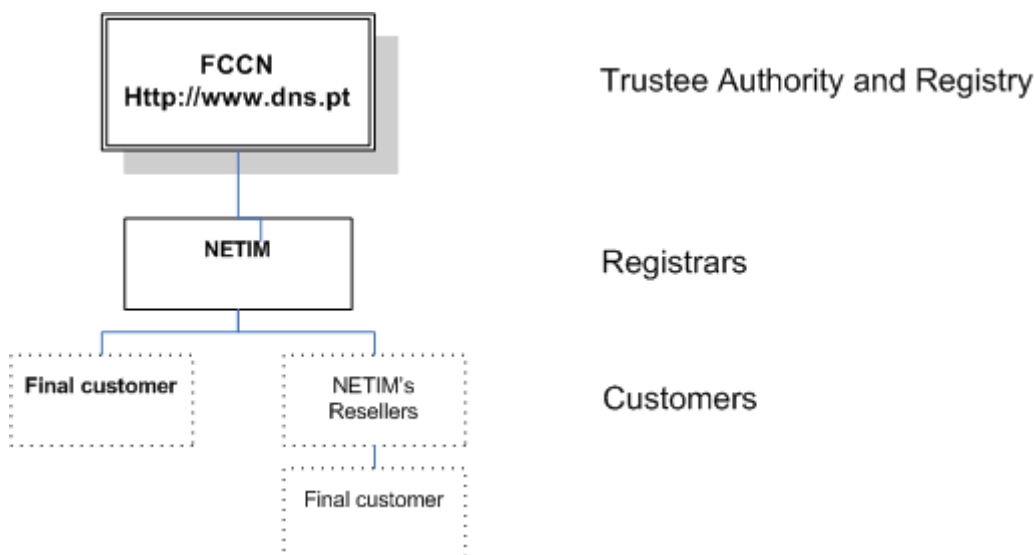 FCCN
Http://www.dns.pt
Trustee Authority and Registry
NETIM
Registrars
Final customer
NETIM's
Resellers
Customers
Final customer